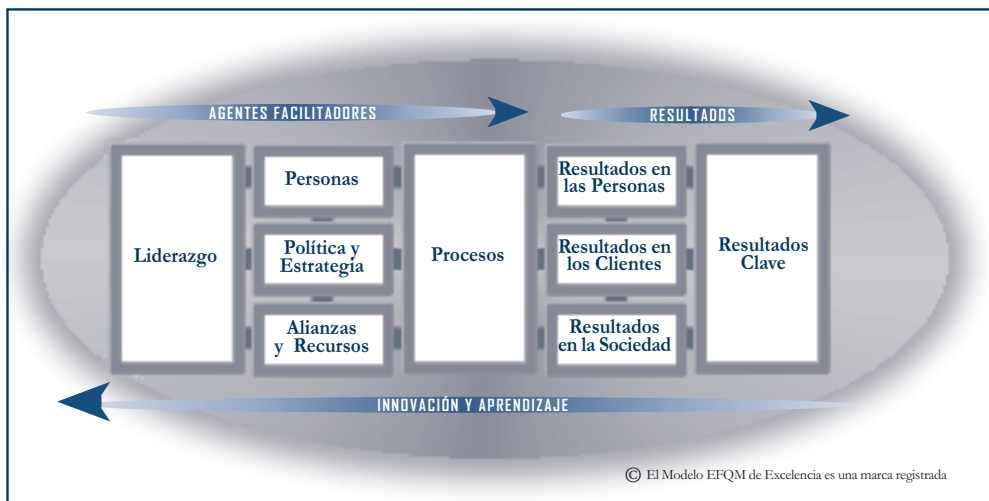 AGENTES FACILITADORES
RESULTADOS
Liderazgo
Personas
Política y
Estrategia
Alianzas
y Recursos
Procesos
Resultados en
las Personas
Resultados en
los Clientes
Resultados
en la Sociedad
Resultados
Clave
INNOVACIÓN Y APRENDIZAJE
© El Modelo EFQM de Excelencia es una marca registrada